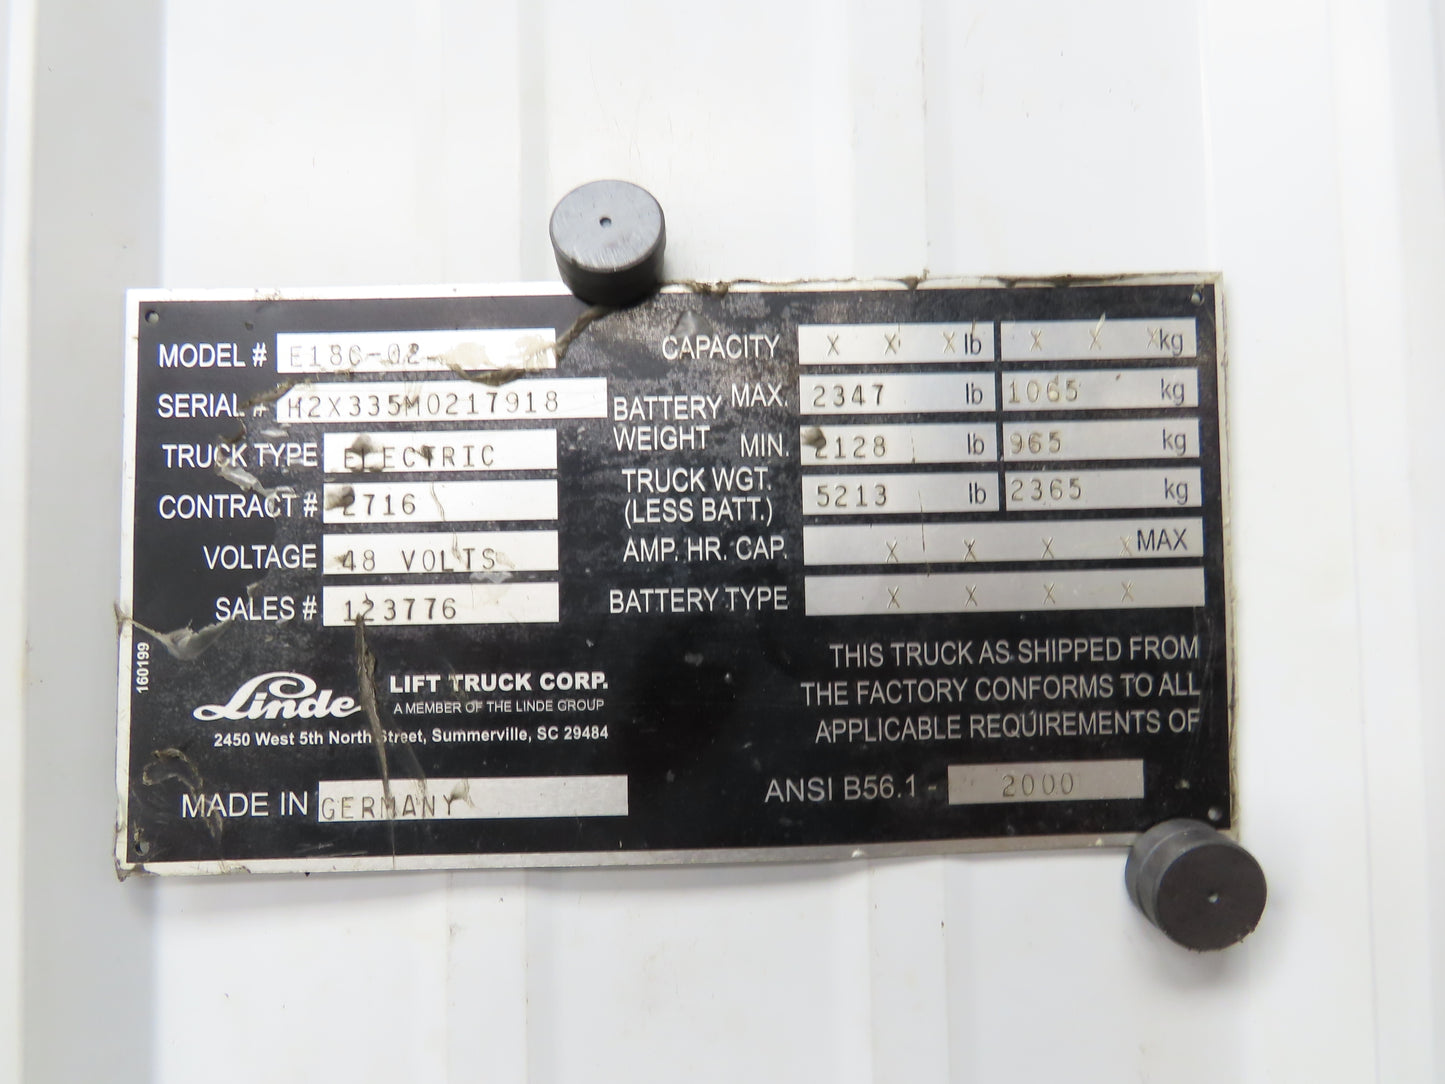 MODEL # E18C-02
SERIAL # H2X335M0217918
TRUCK TYPE ELECTRIC
CONTRACT # 2716
VOLTAGE 48 VOLTS
SALES # 123776
CAPACITY X X X lb X X X kg
BATTERY WEIGHT MAX. 2347 lb 1065 kg
MIN. 2128 lb 965 kg
TRUCK WGT. (LESS BATT.) 5213 lb 2365 kg
AMP. HR. CAP. X X X X MAX
BATTERY TYPE X X X X
160199
Linde LIFT TRUCK CORP.
A MEMBER OF THE LINDE GROUP
2450 West 5th North Street, Summerville, SC 29484
MADE IN GERMANY
THIS TRUCK AS SHIPPED FROM
THE FACTORY CONFORMS TO ALL
APPLICABLE REQUIREMENTS OF
ANSI B56.1 - 2000